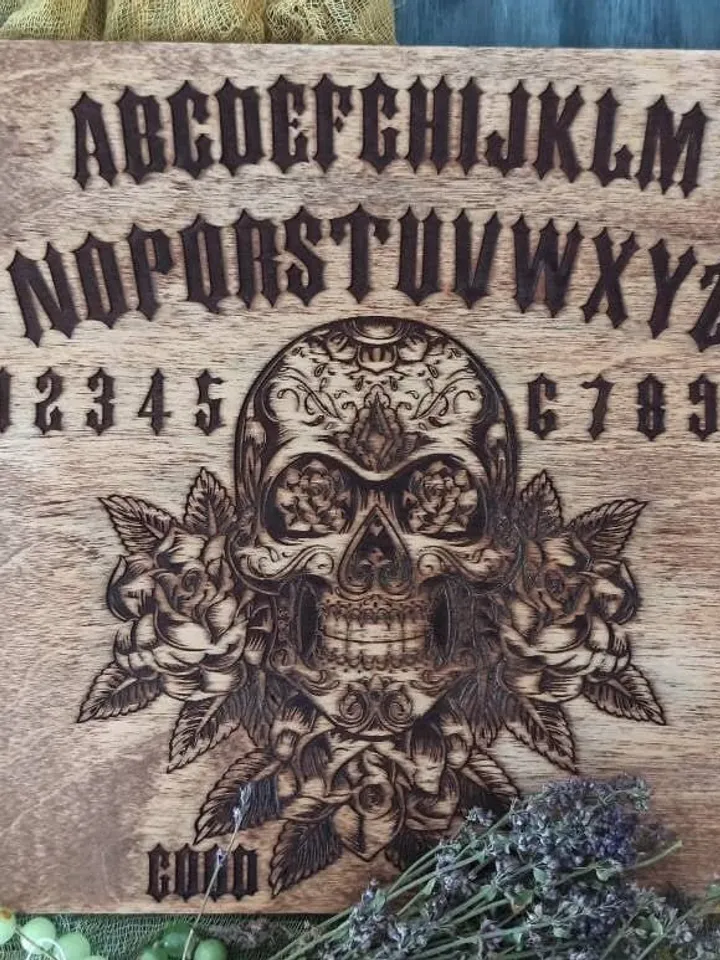 ABCDEFGHIJKLM
NOPQRSTUVWXYZ
12345 6789
GOOD